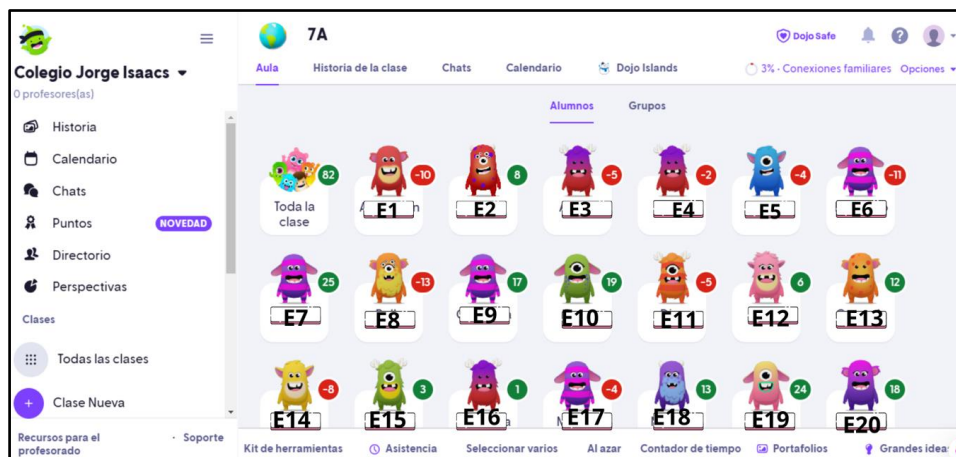 7A
Dojo Safe
Colegio Jorge Isaacs
0 profesores(as)
Aula Historia de la clase Chats Calendario Dojo Islands 3% · Conexiones familiares Opciones
Historia
Calendario
Chats
Puntos NOVEDAD
Directorio
Perspectivas
Clases
Todas las clases
Clase Nueva
Recursos para el profesorado · Soporte
Alumnos Grupos
82 -10 8 -5 -2 -4 -11
Toda la clase E1 E2 E3 E4 E5 E6
25 -13 17 19 -5 6 12
E7 E8 E9 E10 E11 E12 E13
-8 3 1 -4 13 24 18
E14 E15 E16 E17 E18 E19 E20
Kit de herramientas Asistencia Seleccionar varios Al azar Contador de tiempo Portafolios Grandes ideas